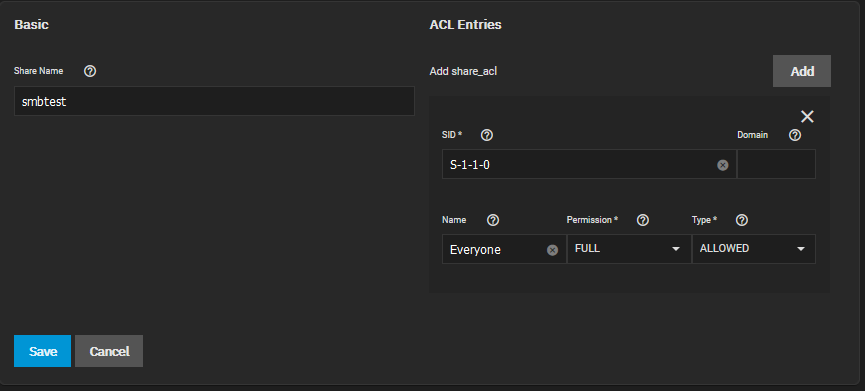 Basic
ACL Entries
Share Name
smbtest
Add share_acl
Add
SID *
Domain
S-1-1-0
Name
Permission *
Type *
Everyone
FULL
ALLOWED
Save
Cancel